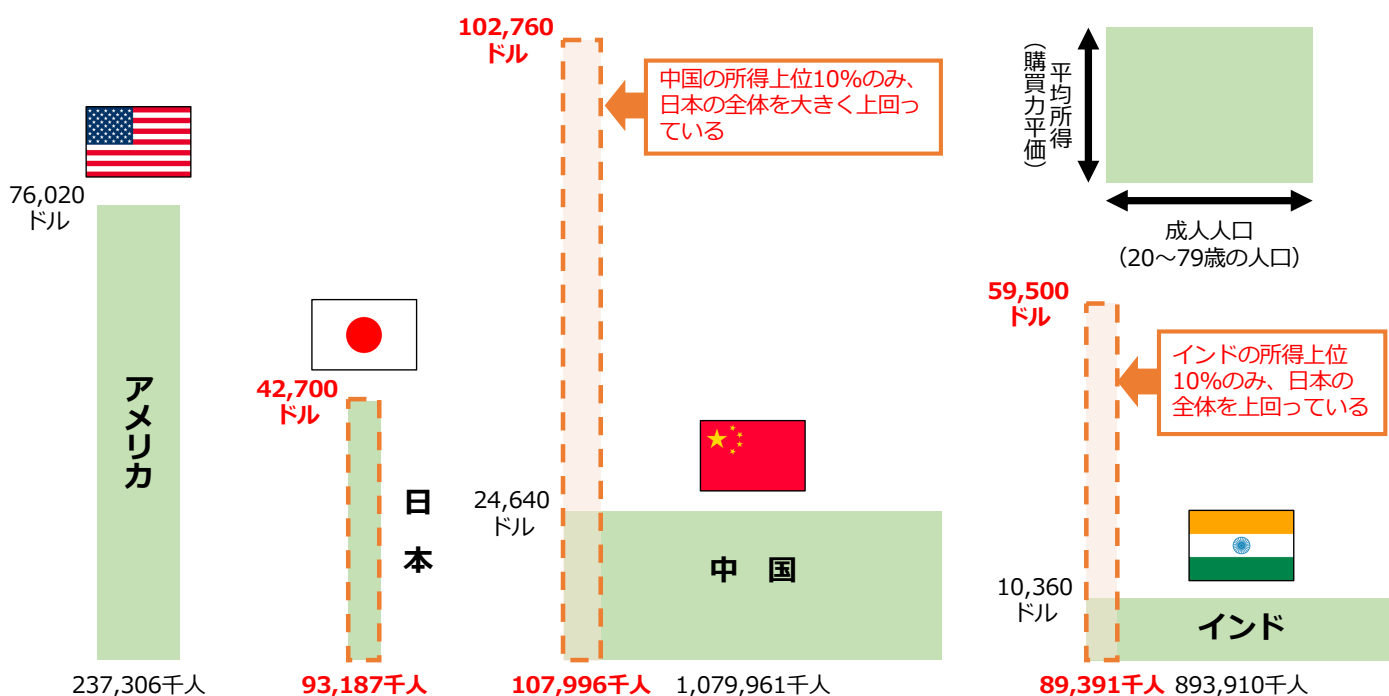 76,020
ドル
アメリカ
237,306千人
42,700
ドル
日本
93,187千人
102,760
ドル
中国の所得上位10%のみ、
日本の全体を大きく上回っ
ている
24,640
ドル
中 国
107,996千人
1,079,961千人
平均所得
(購買力平価)
成人人口
(20~79歳の人口)
59,500
ドル
インドの所得上位
10%のみ、日本の
全体を上回っている
10,360
ドル
インド
89,391千人
893,910千人